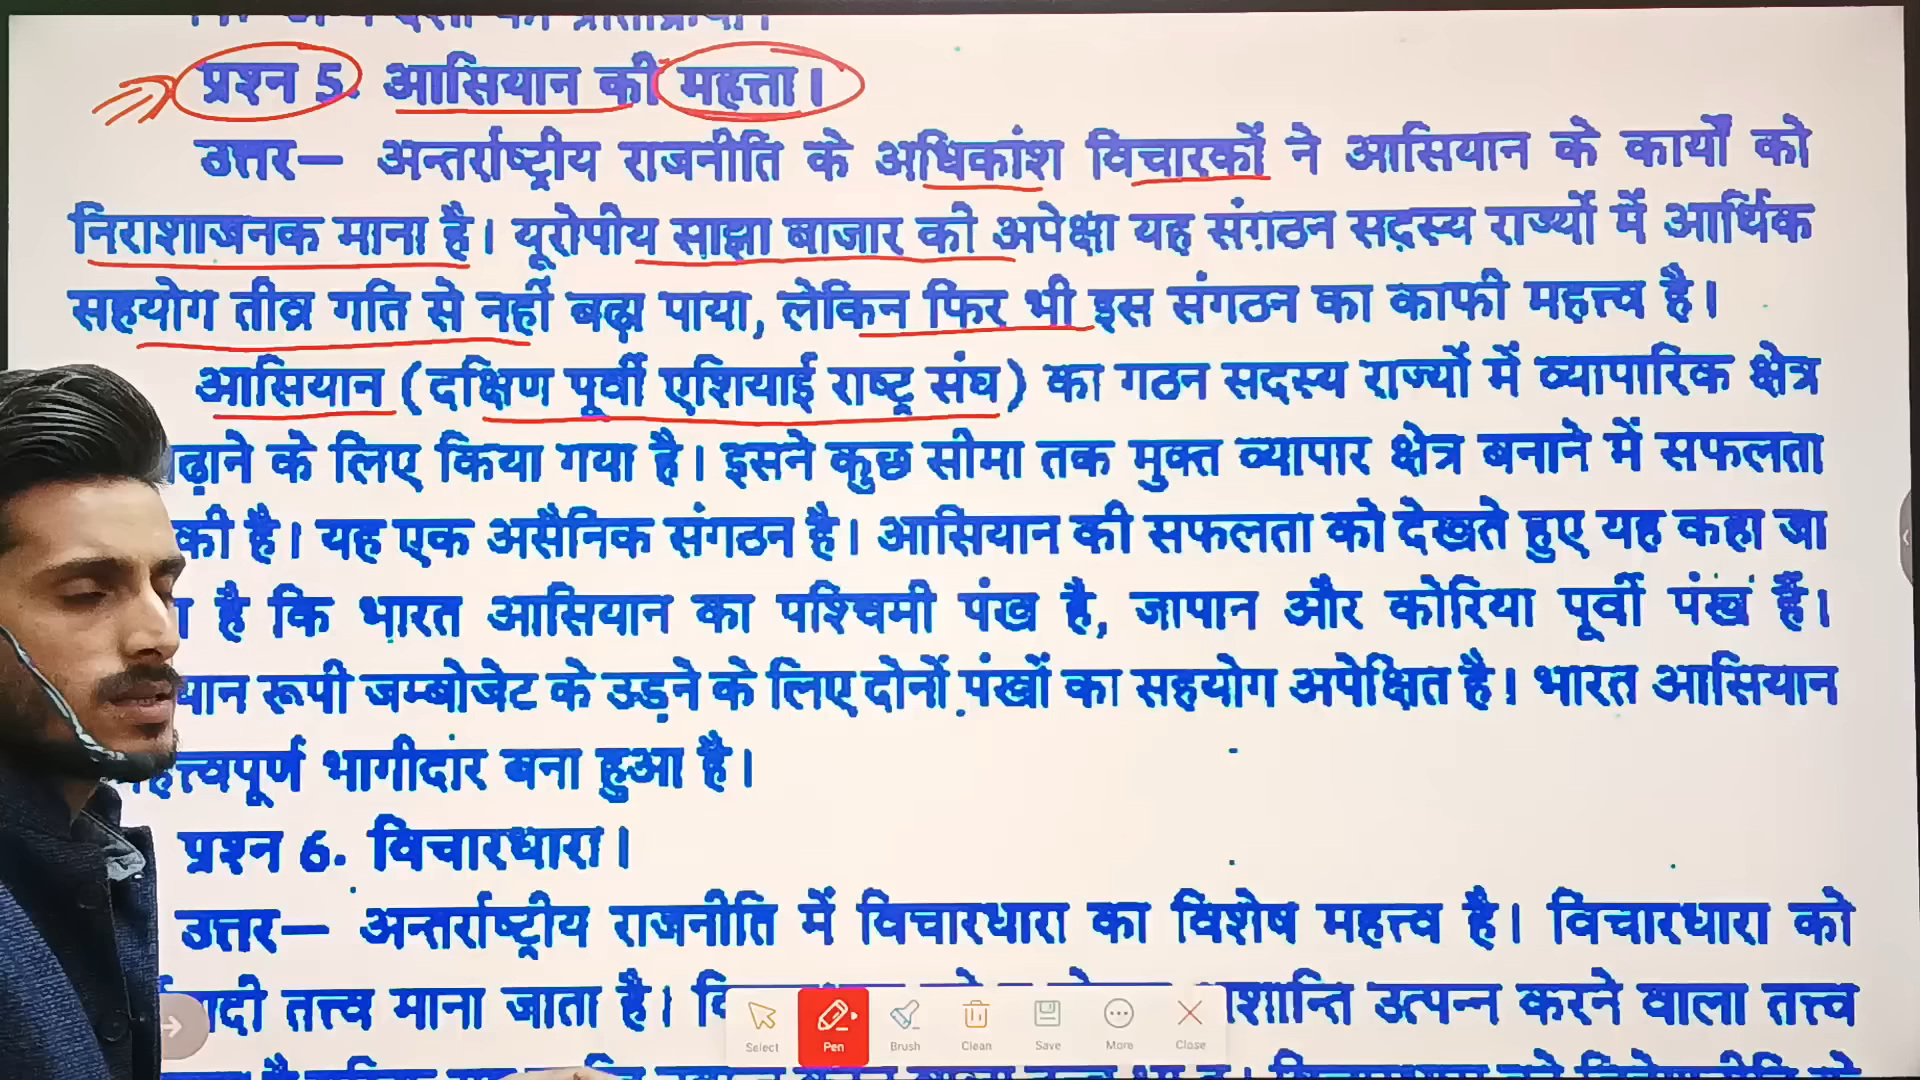 प्रश्न 5. आसियान की महत्ता।
उत्तर— अन्तर्राष्ट्रीय राजनीति के अधिकांश विचारकों ने आसियान के कार्यों को
निराशाजनक माना है। यूरोपीय साझा बाजार की अपेक्षा यह संगठन सदस्य राज्यों में आर्थिक
सहयोग तीव्र गति से नहीं बढ़ा पाया, लेकिन फिर भी इस संगठन का काफी महत्त्व है।
आसियान (दक्षिण पूर्वी एशियाई राष्ट्र संघ) का गठन सदस्य राज्यों में व्यापारिक क्षेत्र
के लिए किया गया है। इसने कुछ सीमा तक मुक्त व्यापार क्षेत्र बनाने में सफलता
की है। यह एक असैनिक संगठन है। आसियान की सफलता को देखते हुए यह कहा जा
है कि भारत आसियान का पश्चिमी पंख है, जापान और कोरिया पूर्वी पंख हैं।
रूपी जम्बोजेट के उड़ने के लिए दोनों पंखों का सहयोग अपेक्षित है। भारत आसियान
भागीदार बना हुआ है।
प्रश्न 6. विचारधारा।
उत्तर— अन्तर्राष्ट्रीय राजनीति में विचारधारा का विशेष महत्त्व है। विचारधारा को
तत्त्व माना जाता है। अशान्ति उत्पन्न करने वाला तत्त्व
Select Pen Brush Clean Save More Close